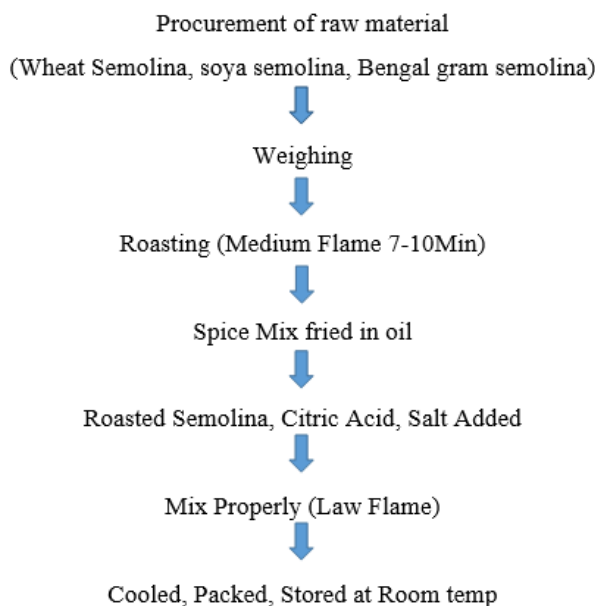 Procurement of raw material
(Wheat Semolina, soya semolina, Bengal gram semolina)
Weighing
Roasting (Medium Flame 7-10Min)
Spice Mix fried in oil
Roasted Semolina, Citric Acid, Salt Added
Mix Properly (Law Flame)
Cooled, Packed, Stored at Room temp